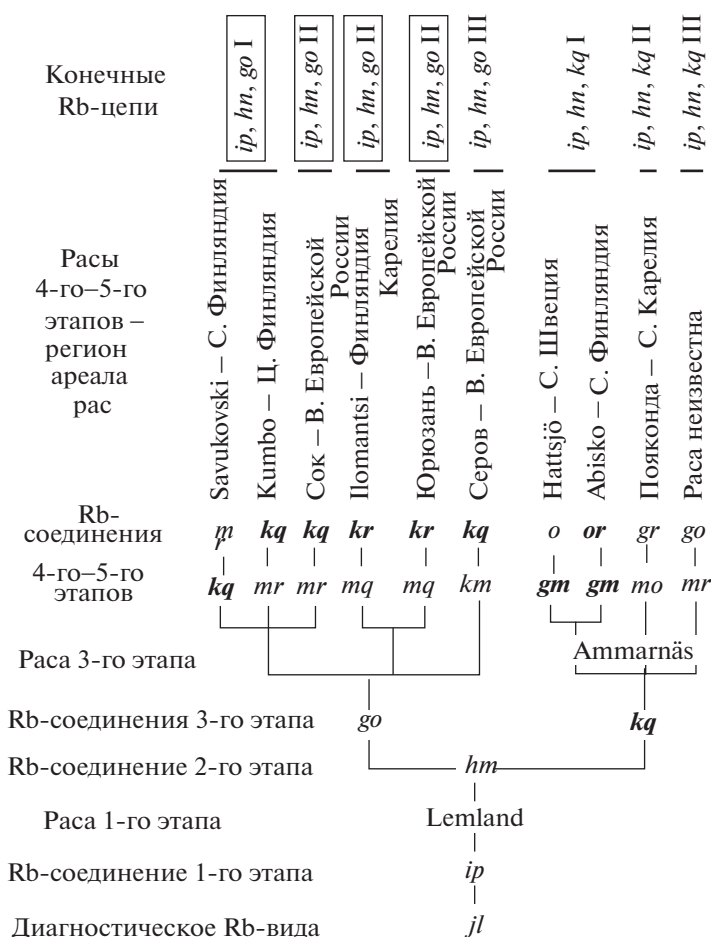 Конечные
Rb-цепи
ip, hn, go I
ip, hn, go II
ip, hn, go II
ip, hn, go II
ip, hn, go III
ip, hn, kq I
ip, hn, kq II
ip, hn, kq III
Расы
4-го–5-го
этапов –
регион
ареала
рас
Savukovski – С. Финляндия
Kumbo – Ц. Финляндия
Сок – В. Европейской
России
Ilomantsi – Финляндия
Карелия
Юрюзань – В. Европейской
России
Серов – В. Европейской
России
Hattsjö – С. Швеция
Abisko – С. Финляндия
Пояконда – С. Карелия
Раса неизвестна
Rb-
соединения
4-го–5-го
этапов
m
r
kq kq kr kr kq o or gr go
kq mr mr mq mq km gm gm mo mr
Раса 3-го этапа Ammarnäs
Rb-соединения 3-го этапа go kq
Rb-соединение 2-го этапа hm
Раса 1-го этапа Lemland
Rb-соединение 1-го этапа ip
Диагностическое Rb-вида jl